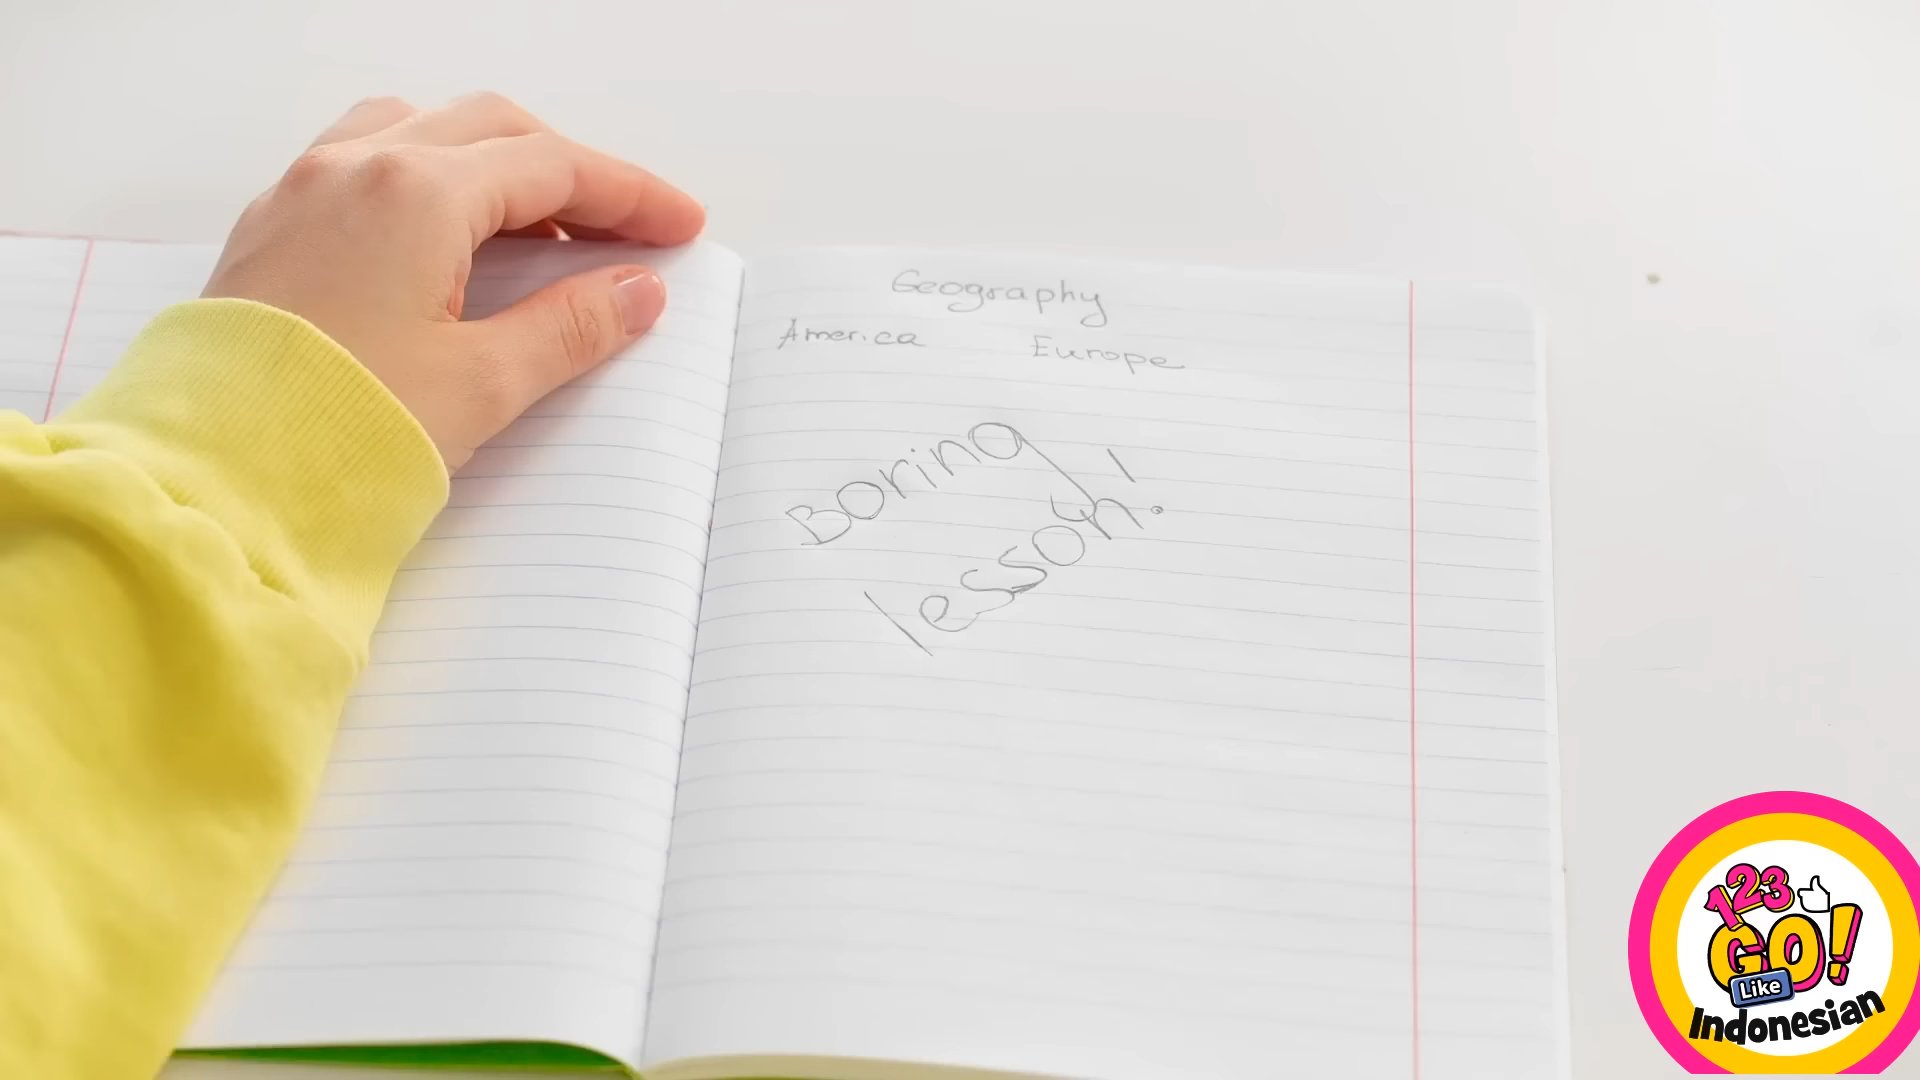 Geography
America Europe
Boring
lesson!
123
GO!
Like
Indonesian